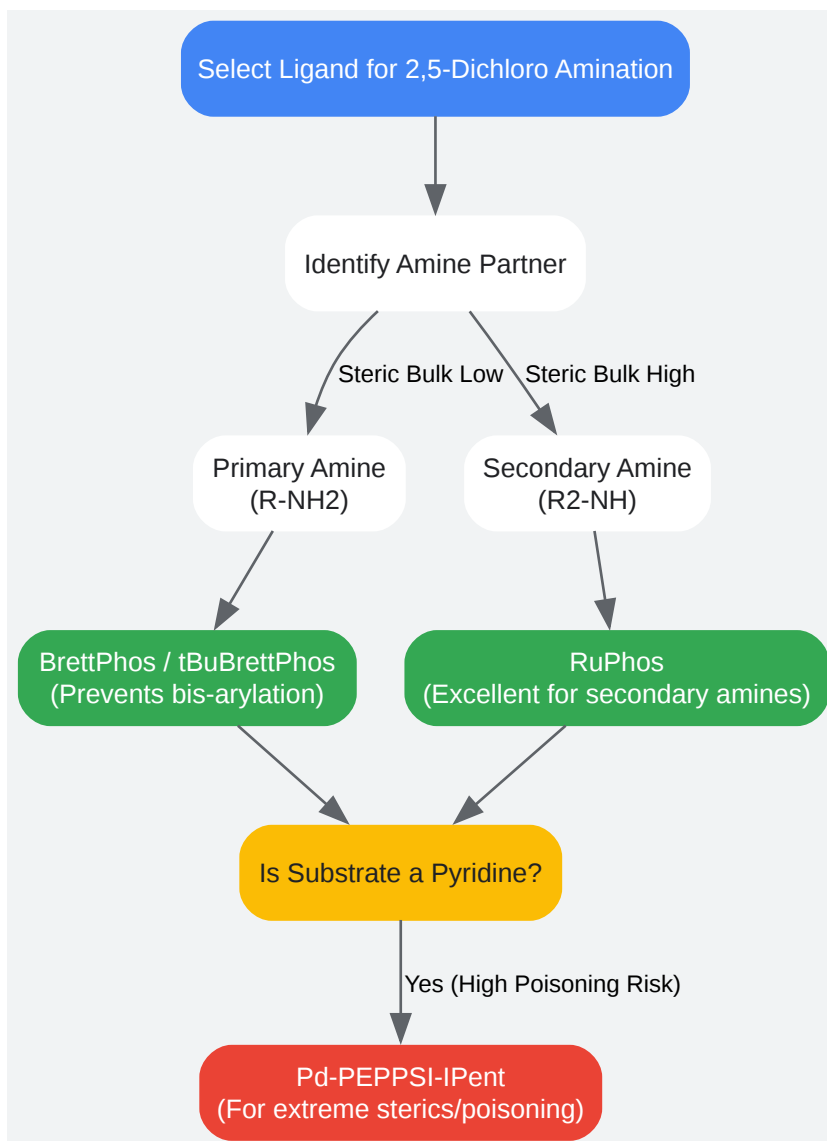 Select Ligand for 2,5-Dichloro Amination
Identify Amine Partner
Steric Bulk Low
Steric Bulk High
Primary Amine
(R-NH2)
Secondary Amine
(R2-NH)
BrettPhos / tBuBrettPhos
(Prevents bis-arylation)
RuPhos
(Excellent for secondary amines)
Is Substrate a Pyridine?
Yes (High Poisoning Risk)
Pd-PEPPSI-IPent
(For extreme sterics/poisoning)